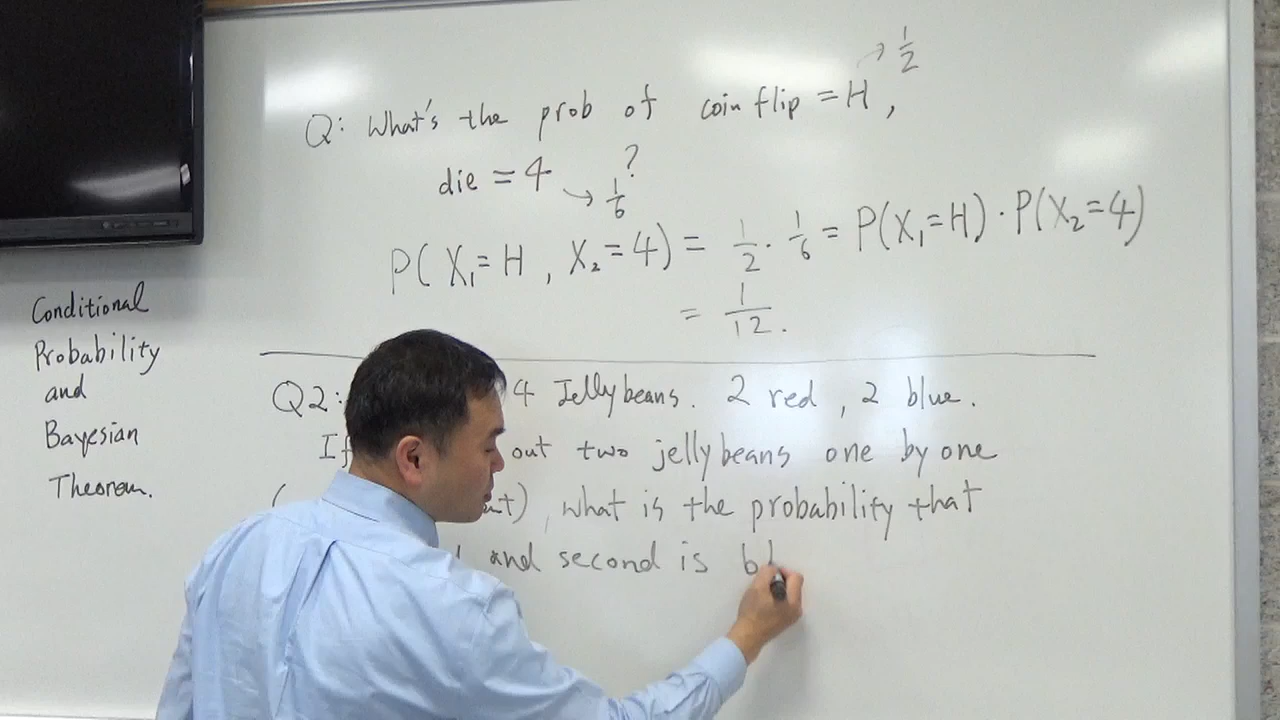 Conditional
Probability
and
Bayesian
Theorem.
Q: What's the prob of coin flip = H, → 1/2
die = 4 → 1/6 ?
P( X₁ = H , X₂ = 4) = 1/2 · 1/6 = P(X₁ = H) · P(X₂ = 4)
= 1/12.
Q2: 4 Jellybeans. 2 red , 2 blue.
If out two jellybeans one by one
( ), what is the probability that
and second is bl